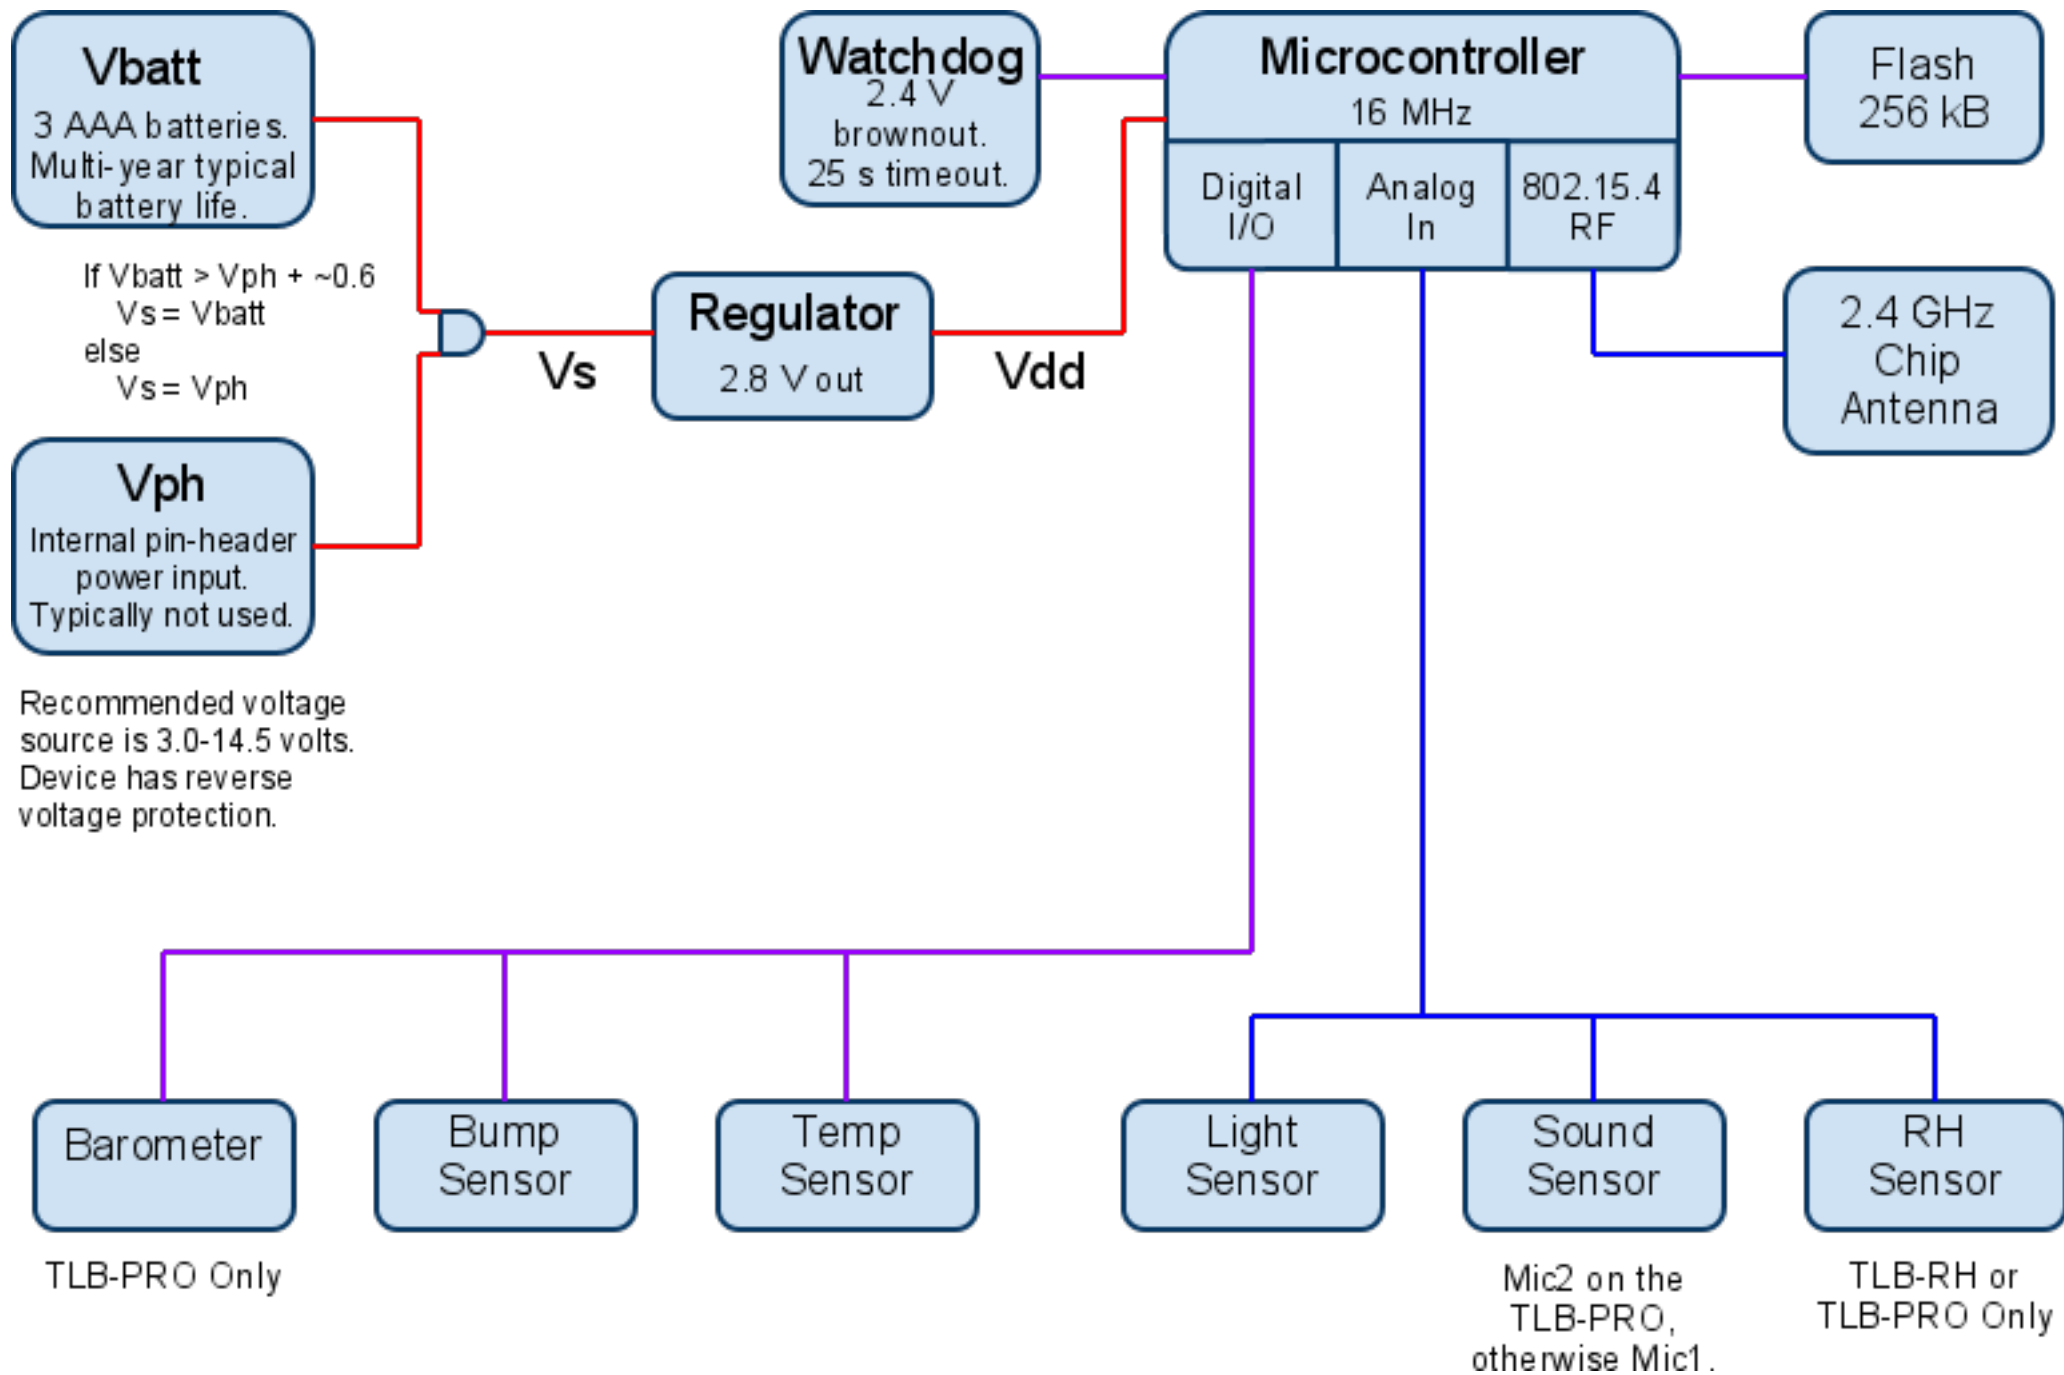 Vbatt
3 AAA batteries.
Multi-year typical
battery life.
If Vbatt > Vph + ~0.6
Vs = Vbatt
else
Vs = Vph
Vph
Internal pin-header
power input.
Typically not used.
Recommended voltage
source is 3.0-14.5 volts.
Device has reverse
voltage protection.
Vs
Regulator
2.8 V out
Vdd
Watchdog
2.4 V
brownout.
25 s timeout.
Microcontroller
16 MHz
Digital
I/O
Analog
In
802.15.4
RF
Flash
256 kB
2.4 GHz
Chip
Antenna
Barometer
TLB-PRO Only
Bump
Sensor
Temp
Sensor
Light
Sensor
Sound
Sensor
Mic2 on the
TLB-PRO,
otherwise Mic1.
RH
Sensor
TLB-RH or
TLB-PRO Only